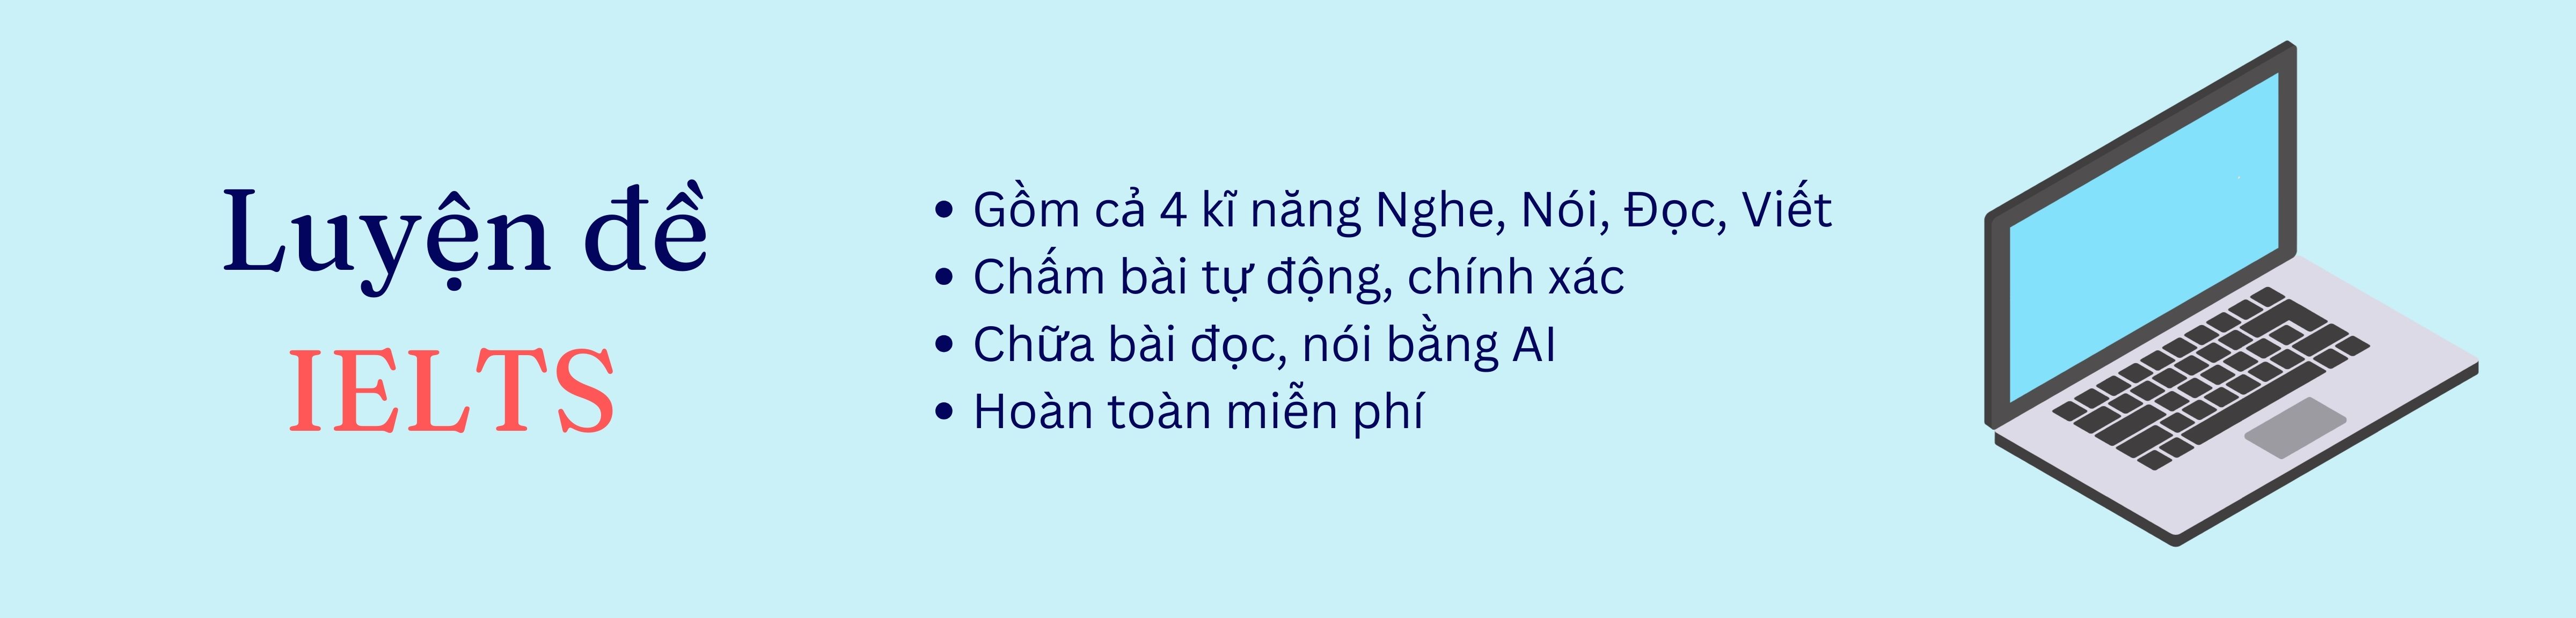 Luyện đề
IELTS
• Gồm cả 4 kĩ năng Nghe, Nói, Đọc, Viết
• Chấm bài tự động, chính xác
• Chữa bài đọc, nói bằng AI
• Hoàn toàn miễn phí